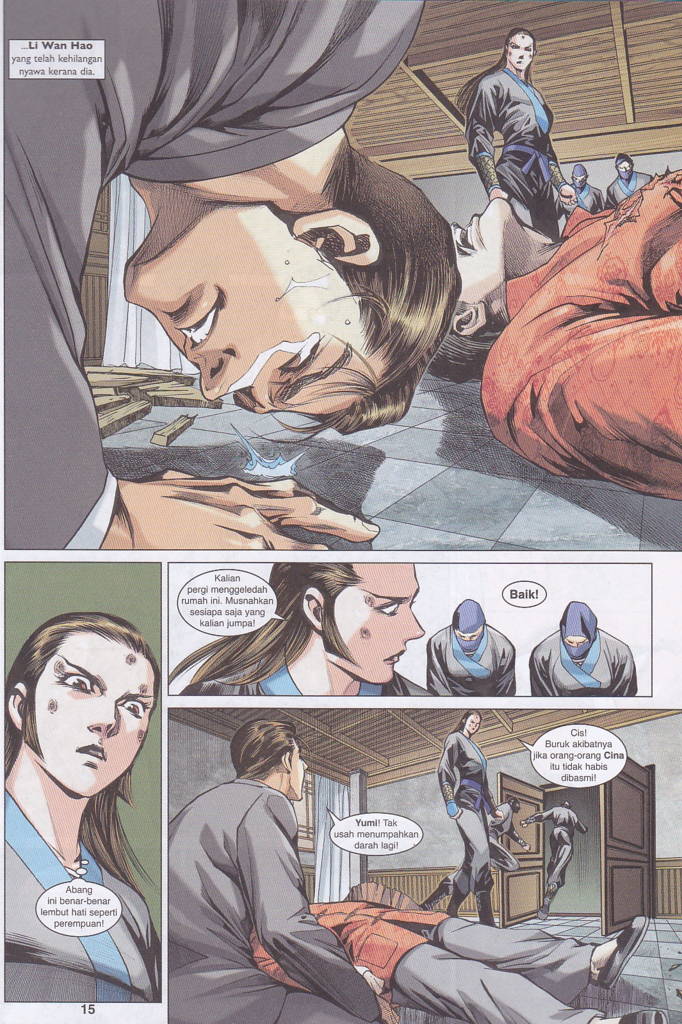 ...Li Wan Hao
yang telah kehilangan
nyawa kerana dia.
Kalian
pergi menggeledah
rumah ini. Musnahkan
sesiapa saja yang
kalian jumpa!
Baik!
Abang
ini benar-benar
lembut hati seperti
perempuan!
Cis!
Buruk akibatnya
jika orang-orang Cina
itu tidak habis
dibasmi!
Yumi! Tak
usah menumpahkan
darah lagi!
15